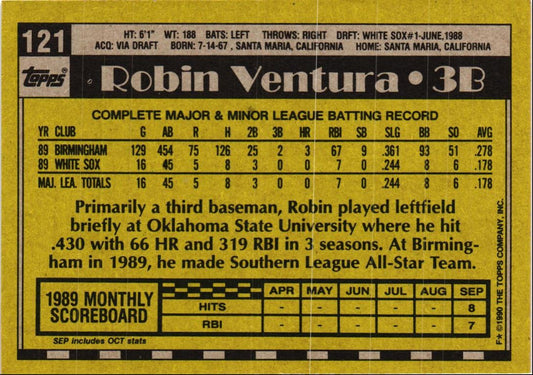 121
HT: 6'1" WT: 188 BATS: LEFT THROWS: RIGHT DRFT: WHITE SOX#1-JUNE,1988
ACQ: VIA DRAFT BORN: 7-14-67 , SANTA MARIA, CALIFORNIA HOME: SANTA MARIA, CALIFORNIA
Topps
Robin Ventura • 3B
COMPLETE MAJOR & MINOR LEAGUE BATTING RECORD
YR CLUB G AB R H 2B 3B HR RBI SB SLG BB SO AVG
89 BIRMINGHAM 129 454 75 126 25 2 3 67 9 .361 93 51 .278
89 WHITE SOX 16 45 5 8 3 0 0 7 0 .244 8 6 .178
MAJ. LEA. TOTALS 16 45 5 8 3 0 0 7 0 .244 8 6 .178
Primarily a third baseman, Robin played leftfield
briefly at Oklahoma State University where he hit
.430 with 66 HR and 319 RBI in 3 seasons. At Birming-
ham in 1989, he made Southern League All-Star Team.
1989 MONTHLY
SCOREBOARD
APR MAY JUN JUL AUG SEP
HITS - - - - - 8
RBI - - - - - 7
SEP includes OCT stats
F★ ©1990 THE TOPPS COMPANY, INC.